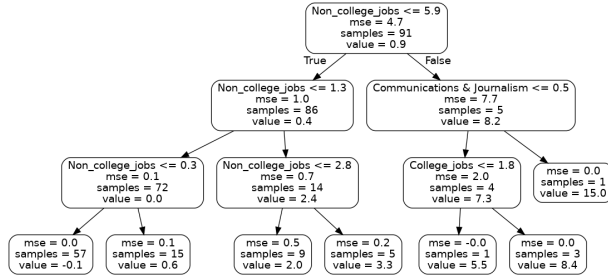 Non_college_jobs <= 5.9
mse = 4.7
samples = 91
value = 0.9
True
False
Non_college_jobs <= 1.3
mse = 1.0
samples = 86
value = 0.4
Communications & Journalism <= 0.5
mse = 7.7
samples = 5
value = 8.2
Non_college_jobs <= 0.3
mse = 0.1
samples = 72
value = 0.0
Non_college_jobs <= 2.8
mse = 0.7
samples = 14
value = 2.4
College_jobs <= 1.8
mse = 2.0
samples = 4
value = 7.3
mse = 0.0
samples = 1
value = 15.0
mse = 0.0
samples = 57
value = -0.1
mse = 0.1
samples = 15
value = 0.6
mse = 0.5
samples = 9
value = 2.0
mse = 0.2
samples = 5
value = 3.3
mse = -0.0
samples = 1
value = 5.5
mse = 0.0
samples = 3
value = 8.4